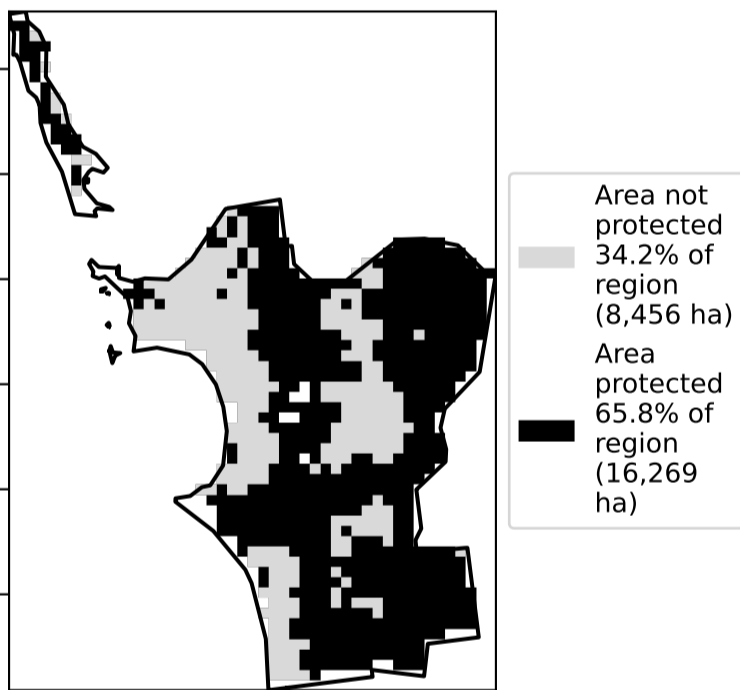 Area not
protected
34.2% of
region
(8,456 ha)
Area
protected
65.8% of
region
(16,269
ha)